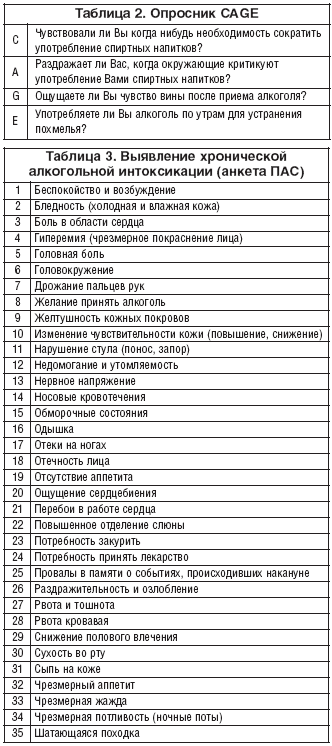 Таблица 2. Опросник CAGE
C Чувствовали ли Вы когда нибудь необходимость сократить
употребление спиртных напитков?
A Раздражает ли Вас, когда окружающие критикуют
употребление Вами спиртных напитков?
G Ощущаете ли Вы чувство вины после приема алкоголя?
E Употребляете ли Вы алкоголь по утрам для устранения
похмелья?
Таблица 3. Выявление хронической
алкогольной интоксикации (анкета ПАС)
1 Беспокойство и возбуждение
2 Бледность (холодная и влажная кожа)
3 Боль в области сердца
4 Гиперемия (чрезмерное покраснение лица)
5 Головная боль
6 Головокружение
7 Дрожание пальцев рук
8 Желание принять алкоголь
9 Желтушность кожных покровов
10 Изменение чувствительности кожи (повышение, снижение)
11 Нарушение стула (понос, запор)
12 Недомогание и утомляемость
13 Нервное напряжение
14 Носовые кровотечения
15 Обморочные состояния
16 Одышка
17 Отеки на ногах
18 Отечность лица
19 Отсутствие аппетита
20 Ощущение сердцебиения
21 Перебои в работе сердца
22 Повышенное отделение слюны
23 Потребность закурить
24 Потребность принять лекарство
25 Провалы в памяти о событиях, происходивших накануне
26 Раздражительность и озлобление
27 Рвота и тошнота
28 Рвота кровавая
29 Снижение полового влечения
30 Сухость во рту
31 Сыпь на коже
32 Чрезмерный аппетит
33 Чрезмерная жажда
34 Чрезмерная потливость (ночные поты)
35 Шатающаяся походка